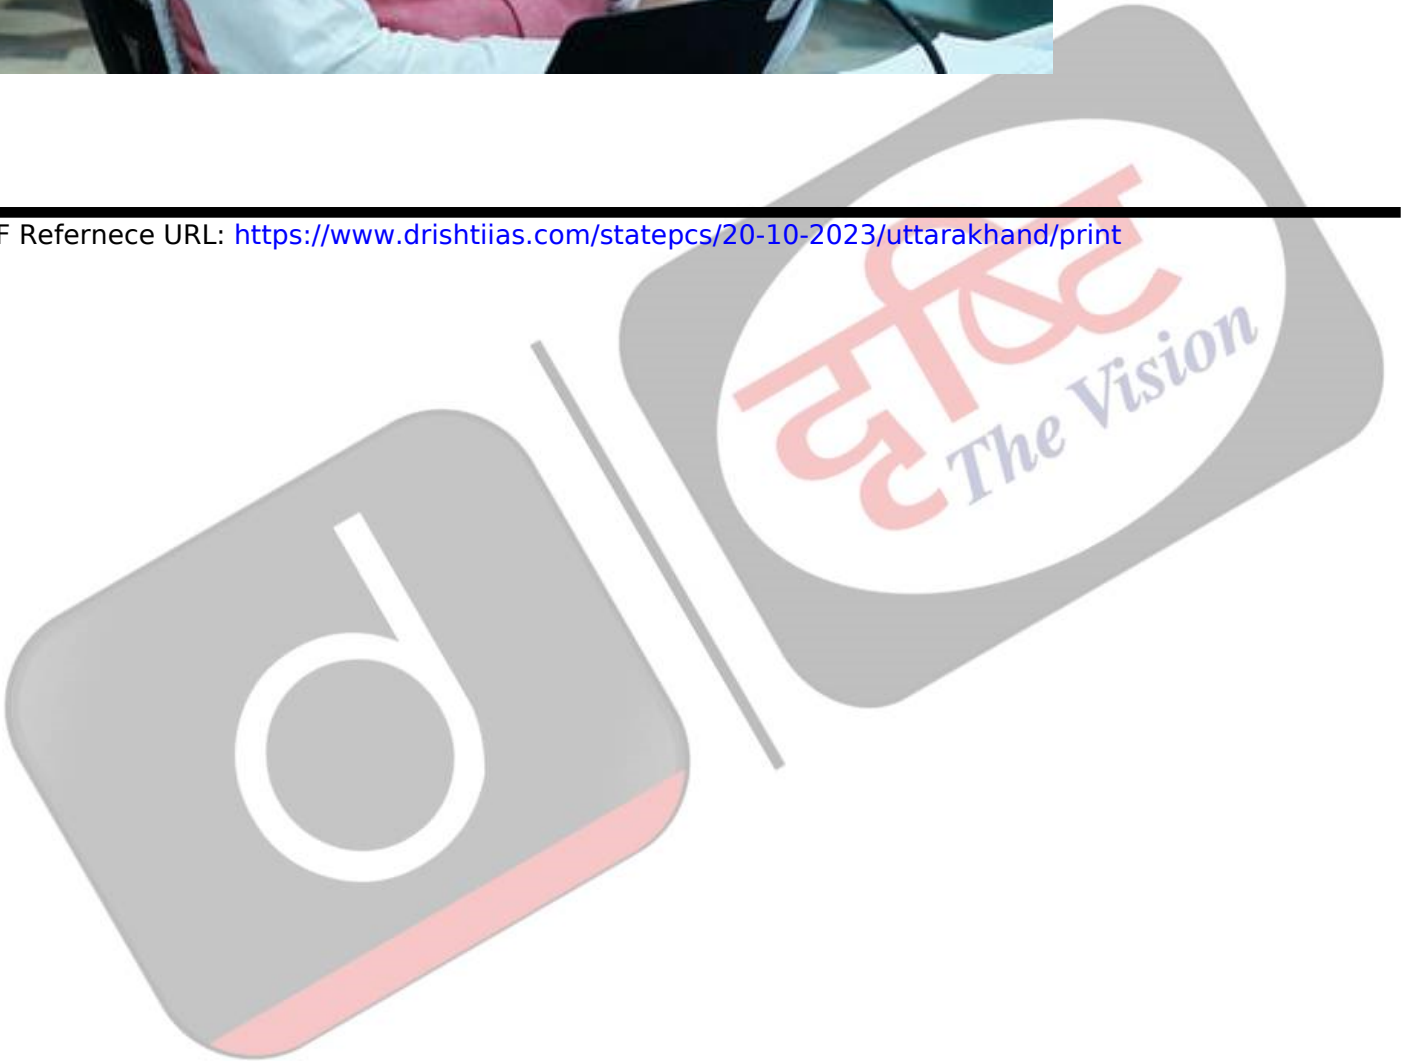 F Refernece URL: https://www.drishtiias.com/statepcs/20-10-2023/uttarakhand/print
दृष्टि
The Vision
d